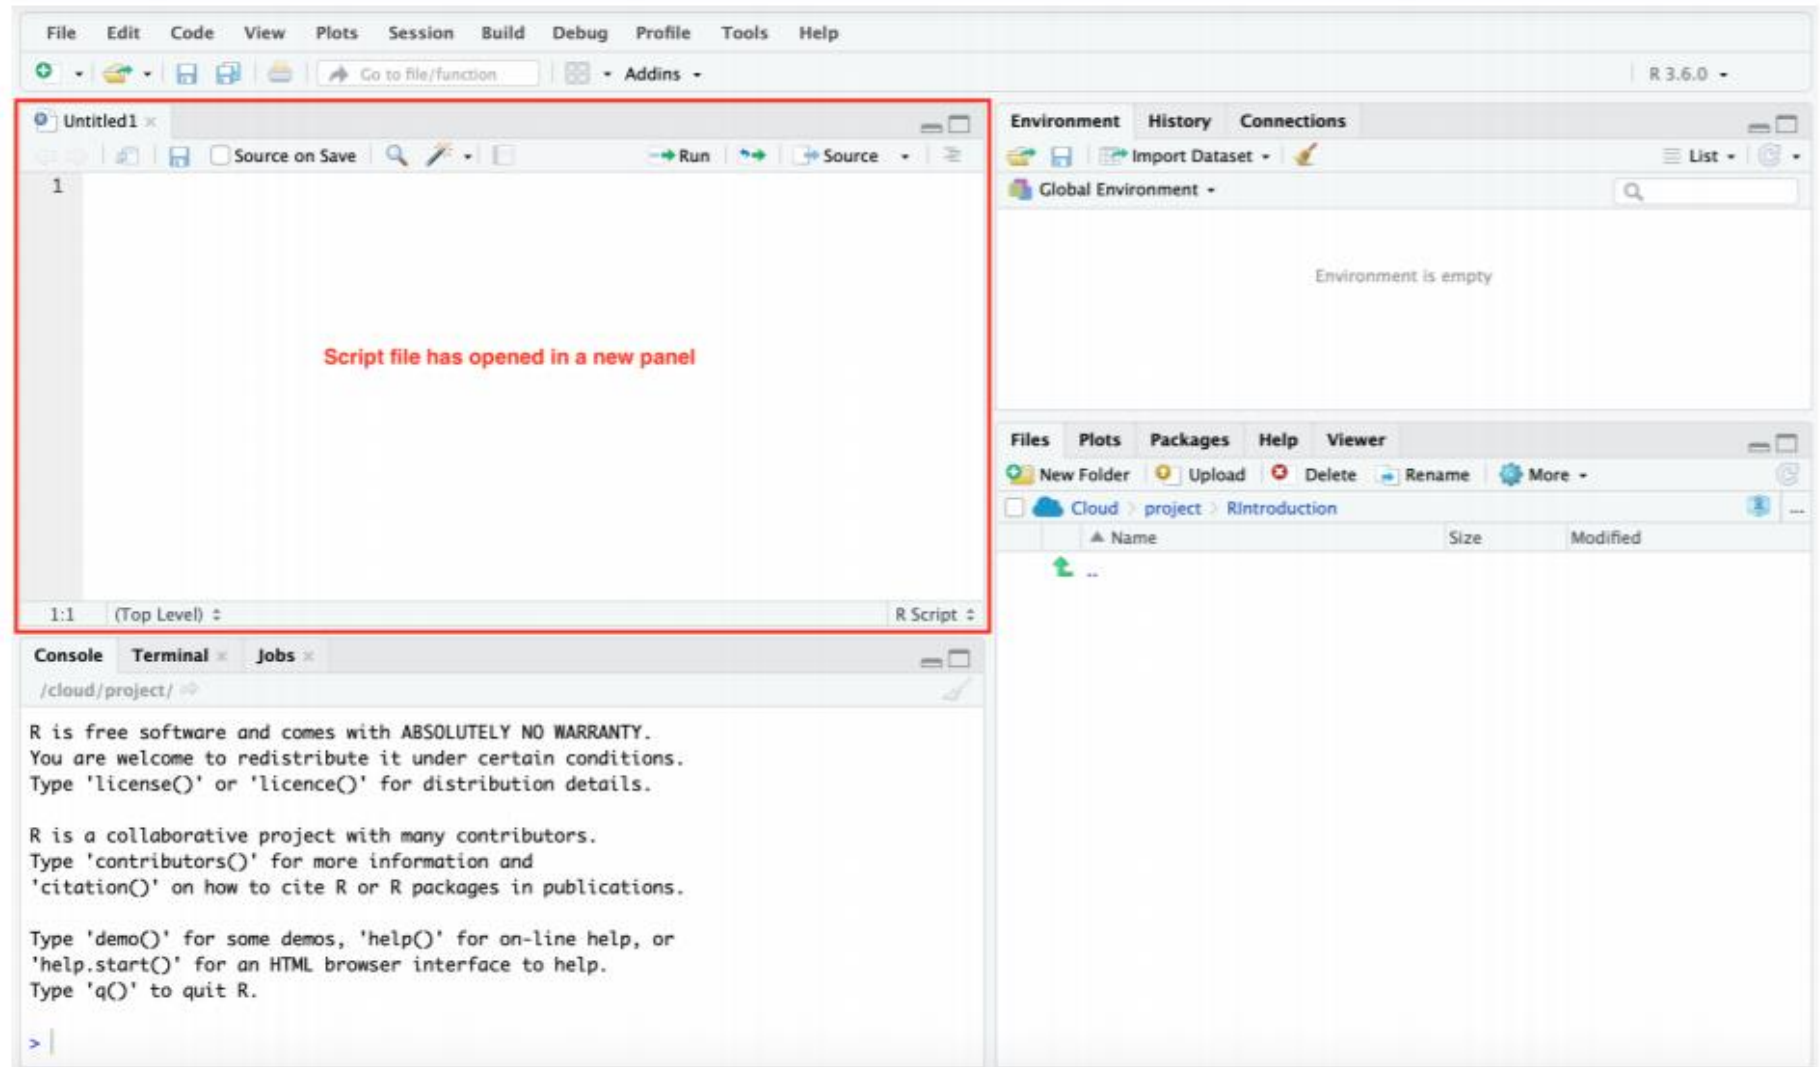 File Edit Code View Plots Session Build Debug Profile Tools Help
Go to file/function Addins R 3.6.0
Untitled1
Source on Save Run Source
1
Script file has opened in a new panel
1:1 (Top Level) R Script
Console Terminal Jobs
/cloud/project/
R is free software and comes with ABSOLUTELY NO WARRANTY.
You are welcome to redistribute it under certain conditions.
Type 'license()' or 'licence()' for distribution details.
R is a collaborative project with many contributors.
Type 'contributors()' for more information and
'citation()' on how to cite R or R packages in publications.
Type 'demo()' for some demos, 'help()' for on-line help, or
'help.start()' for an HTML browser interface to help.
Type 'q()' to quit R.
>
Environment History Connections
Import Dataset List
Global Environment
Environment is empty
Files Plots Packages Help Viewer
New Folder Upload Delete Rename More
Cloud project RIntroduction ...
Name Size Modified
..